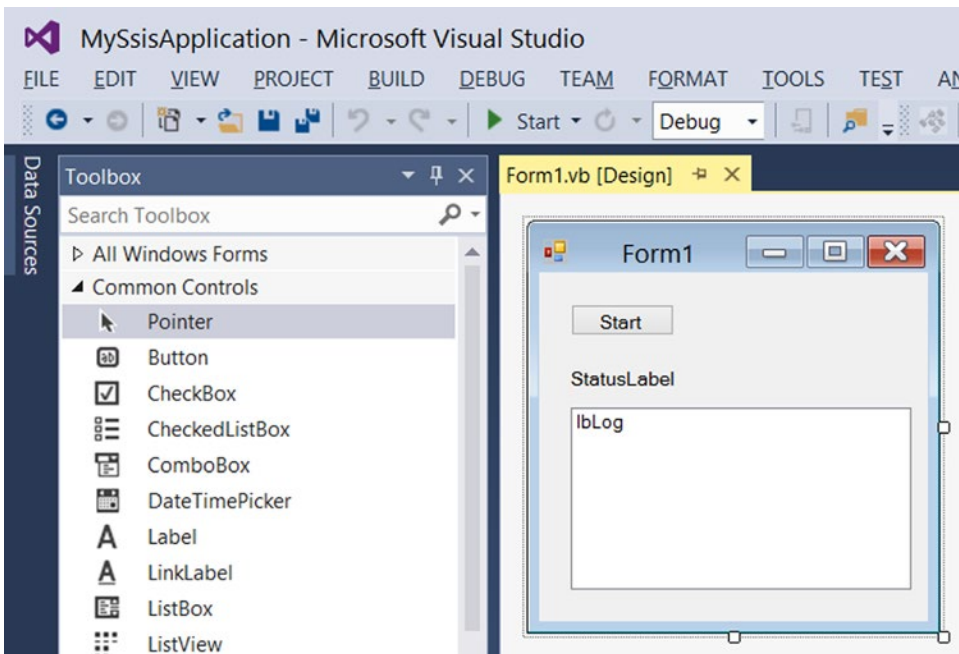 MySsisApplication - Microsoft Visual Studio
FILE EDIT VIEW PROJECT BUILD DEBUG TEAM FORMAT TOOLS TEST AN
Start Debug
Data Sources
Toolbox
Search Toolbox
All Windows Forms
Common Controls
Pointer
Button
CheckBox
CheckedListBox
ComboBox
DateTimePicker
Label
LinkLabel
ListBox
ListView
Form1.vb [Design]
Form1
Start
StatusLabel
lbLog